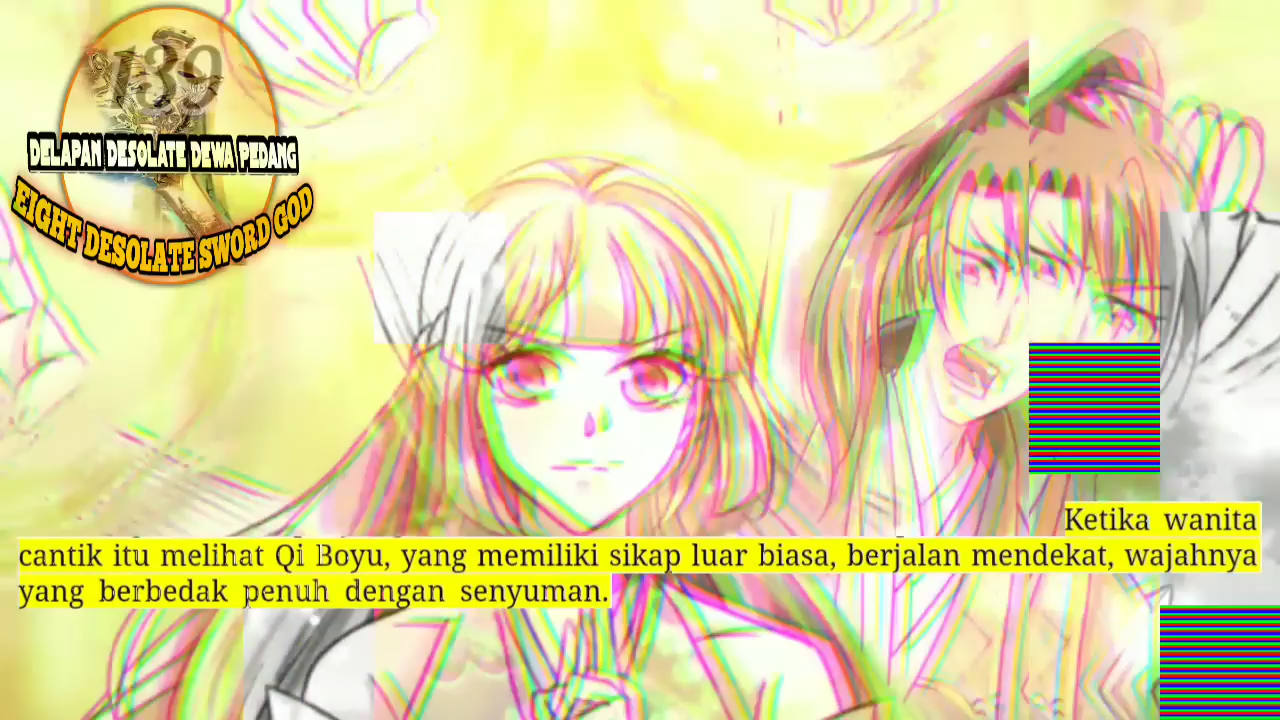 139
DELAPAN DESOLATE DEWA PEDANG
EIGHT DESOLATE SWORD GOD
Ketika wanita
cantik itu melihat Qi Boyu, yang memiliki sikap luar biasa, berjalan mendekat, wajahnya
yang berbedak penuh dengan senyuman.